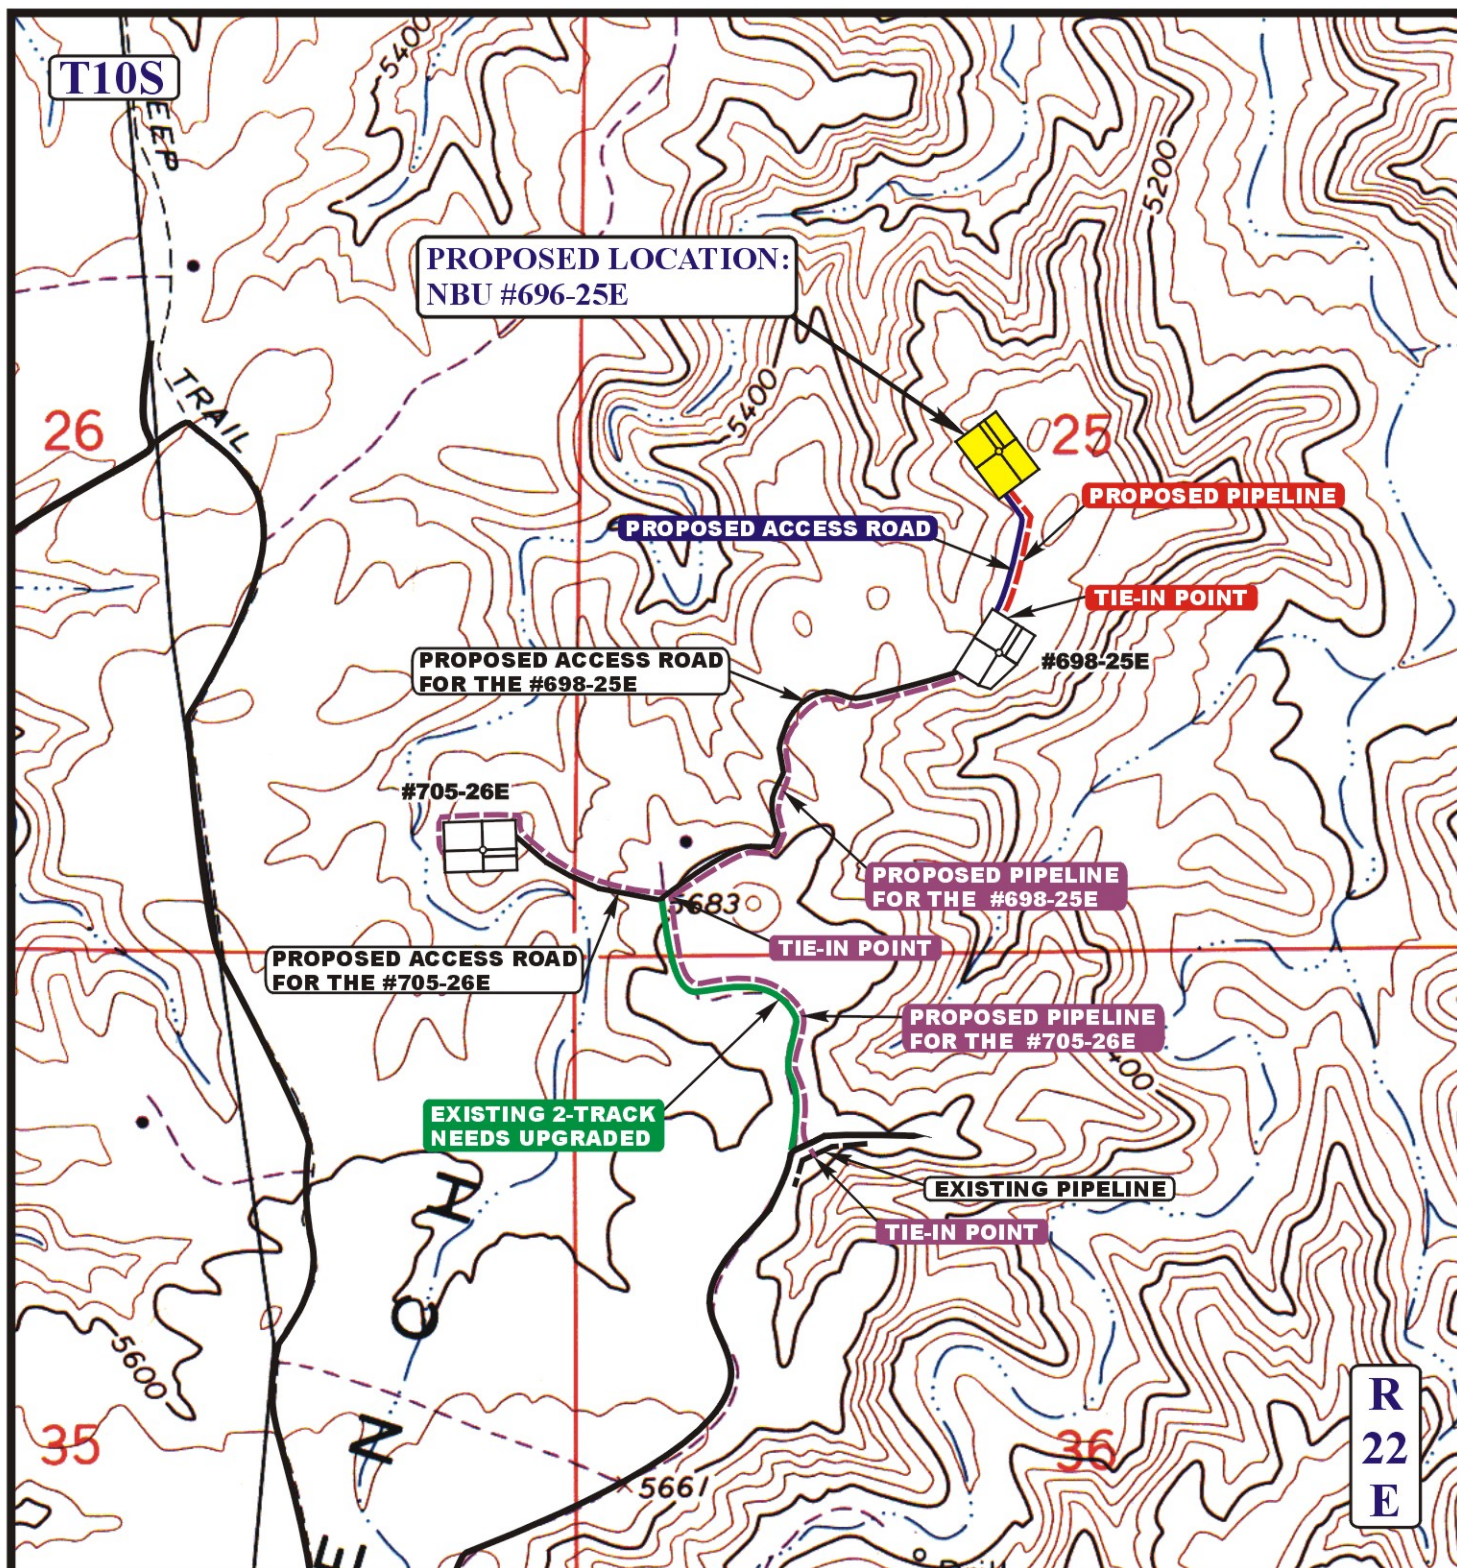 5400
T10S
EEP
5200
PROPOSED LOCATION:
NBU #696-25E
TRAIL
5400
26
25
PROPOSED PIPELINE
PROPOSED ACCESS ROAD
TIE-IN POINT
PROPOSED ACCESS ROAD
FOR THE #698-25E
#698-25E
#705-26E
PROPOSED PIPELINE
FOR THE #698-25E
5683
TIE-IN POINT
PROPOSED ACCESS ROAD
FOR THE #705-26E
PROPOSED PIPELINE
FOR THE #705-26E
400
EXISTING 2-TRACK
NEEDS UPGRADED
EXISTING PIPELINE
TIE-IN POINT
H
C
N
E
5600
35
36
5661
R
22
E